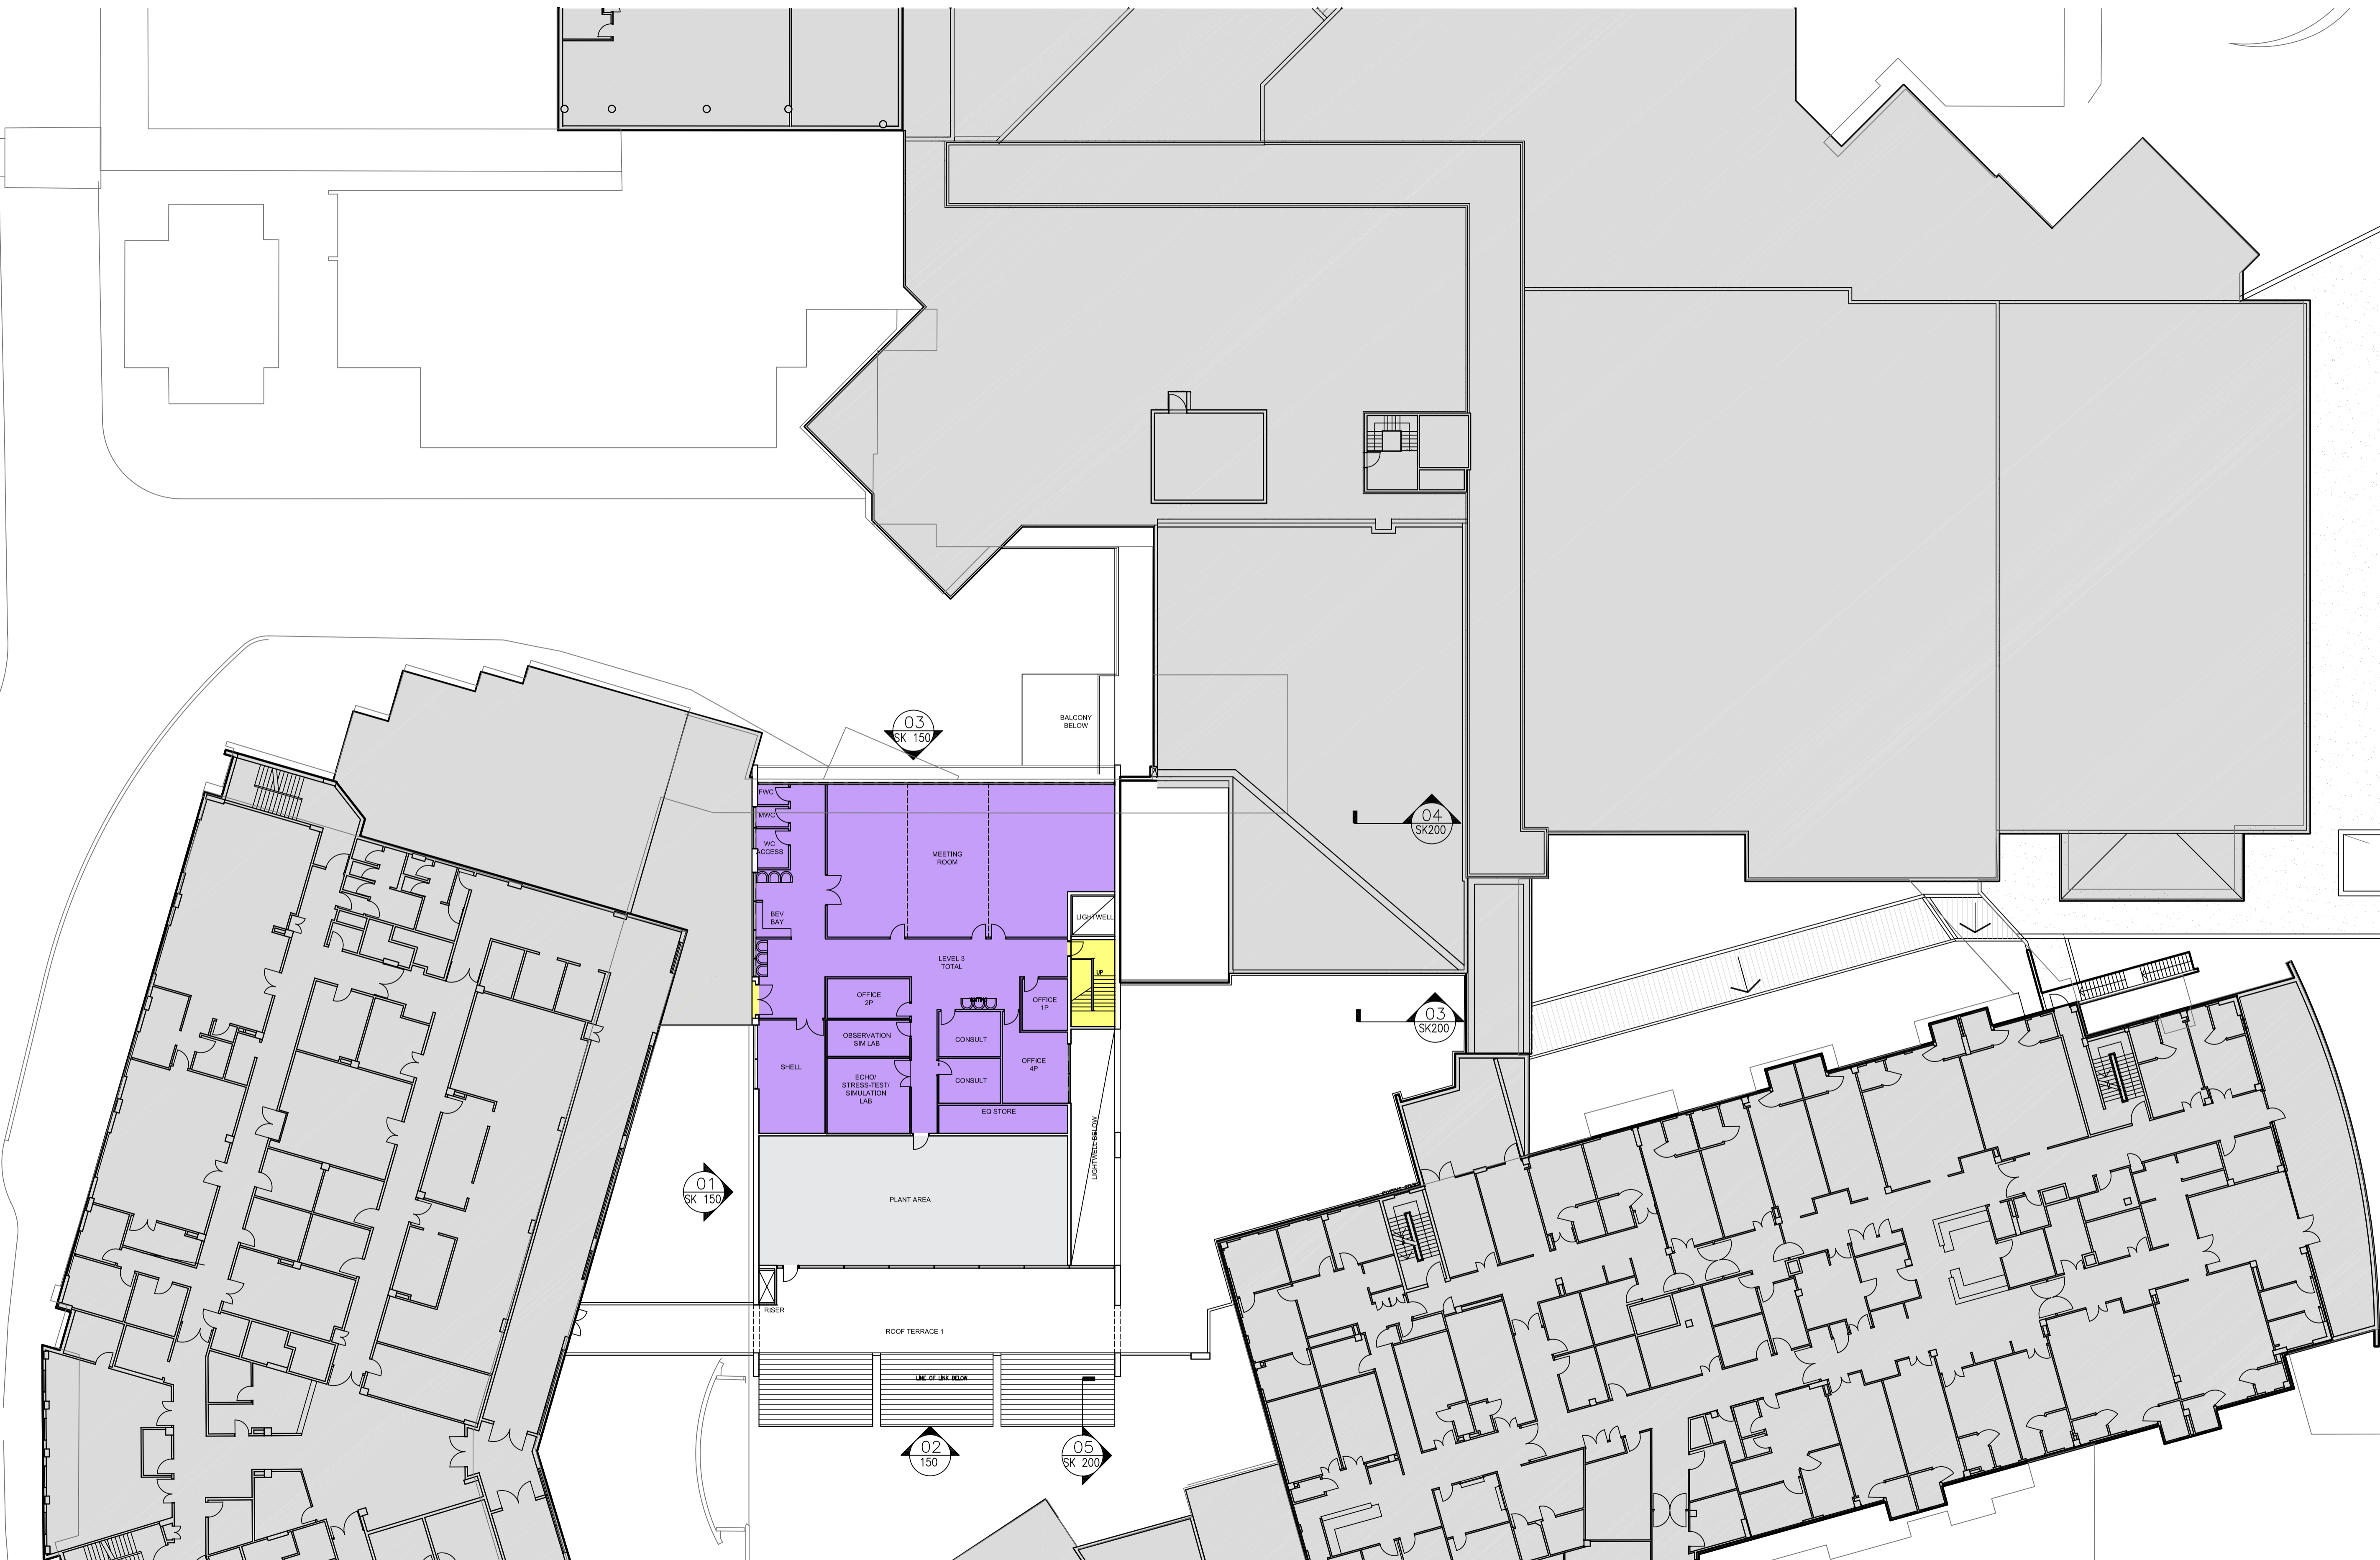 BALCONY
BELOW
03
SK 150
FWC
MWC
WC
ACCESS
MEETING
ROOM
04
SK200
BEV
BAY
LIGHTWELL
LEVEL 3
TOTAL
UP
OFFICE
2P
WAITING
OFFICE
1P
03
SK200
OBSERVATION
SIM LAB
CONSULT
SHELL
OFFICE
4P
ECHO/
STRESS-TEST/
SIMULATION
LAB
CONSULT
EQ STORE
LIGHTWELL BELOW
01
SK 150
PLANT AREA
RISER
ROOF TERRACE 1
LINE OF LINK BELOW
02
150
05
SK 200